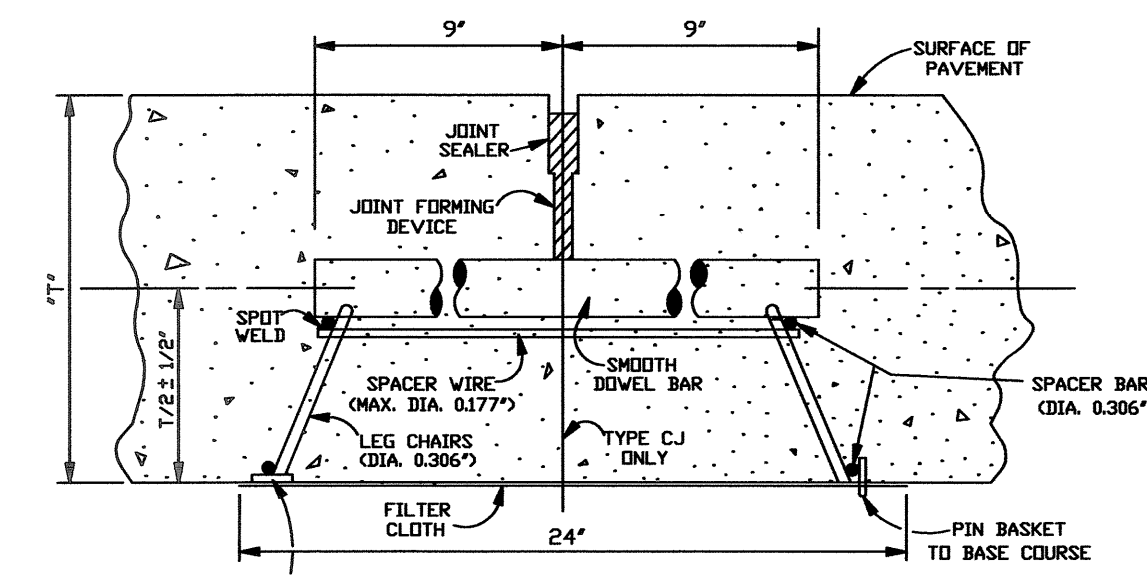 9" 9"
SURFACE OF
PAVEMENT
JOINT
SEALER
JOINT FORMING
DEVICE
"T"
SPOT
WELD
T/2 ± 1/2"
SPACER WIRE
(MAX. DIA. 0.177")
SMOOTH
DOWEL BAR
SPACER BAR
(DIA. 0.306"
LEG CHAIRS
(DIA. 0.306")
TYPE CJ
ONLY
FILTER
CLOTH
24"
PIN BASKET
TO BASE COURSE